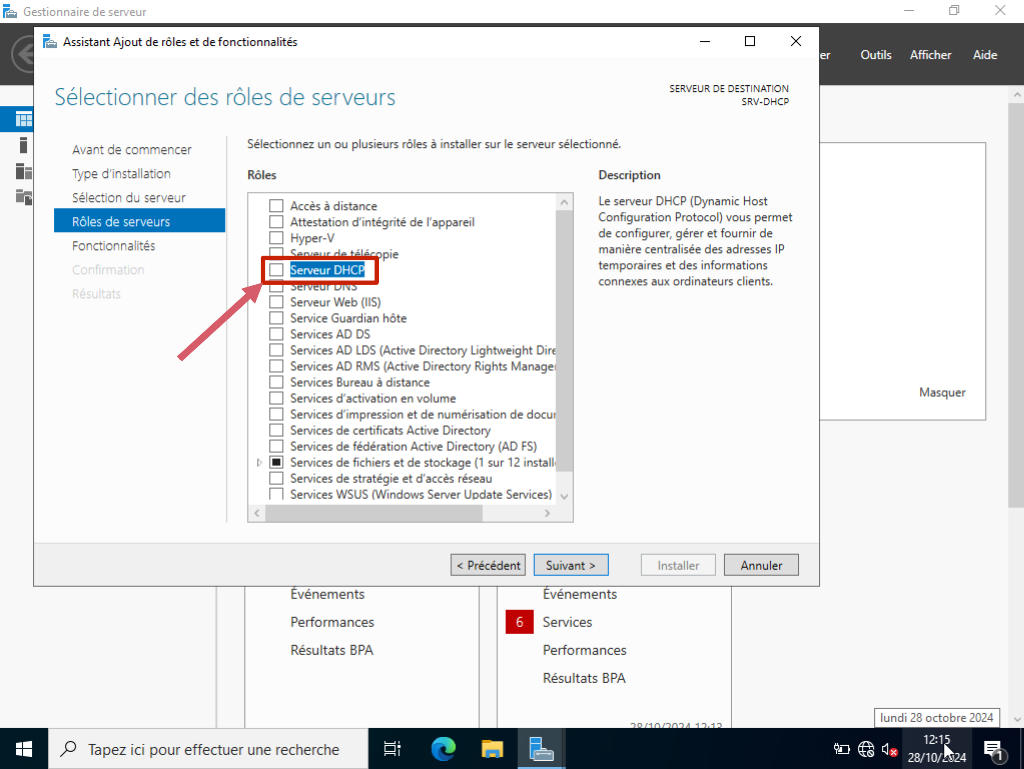 Gestionnaire de serveur
Assistant Ajout de rôles et de fonctionnalités
Outils Afficher Aide
Sélectionner des rôles de serveurs
SERVEUR DE DESTINATION
SRV-DHCP
Avant de commencer
Type d'installation
Sélection du serveur
Rôles de serveurs
Fonctionnalités
Confirmation
Résultats
Sélectionnez un ou plusieurs rôles à installer sur le serveur sélectionné.
Rôles
Accès à distance
Attestation d'intégrité de l'appareil
Hyper-V
Serveur de télécopie
Serveur DHCP
Serveur DNS
Serveur Web (IIS)
Service Guardian hôte
Services AD DS
Services AD LDS (Active Directory Lightweight Dire
Services AD RMS (Active Directory Rights Manager
Services Bureau à distance
Services d'activation en volume
Services d'impression et de numérisation de docu
Services de certificats Active Directory
Services de fédération Active Directory (AD FS)
Services de fichiers et de stockage (1 sur 12 install
Services de stratégie et d'accès réseau
Services WSUS (Windows Server Update Services)
Description
Le serveur DHCP (Dynamic Host
Configuration Protocol) vous permet
de configurer, gérer et fournir de
manière centralisée des adresses IP
temporaires et des informations
connexes aux ordinateurs clients.
Masquer
< Précédent Suivant > Installer Annuler
Événements
Performances
Résultats BPA
Événements
6 Services
Performances
Résultats BPA
28/10/2024 12:13
lundi 28 octobre 2024
Tapez ici pour effectuer une recherche
12:15
28/10/2024
1